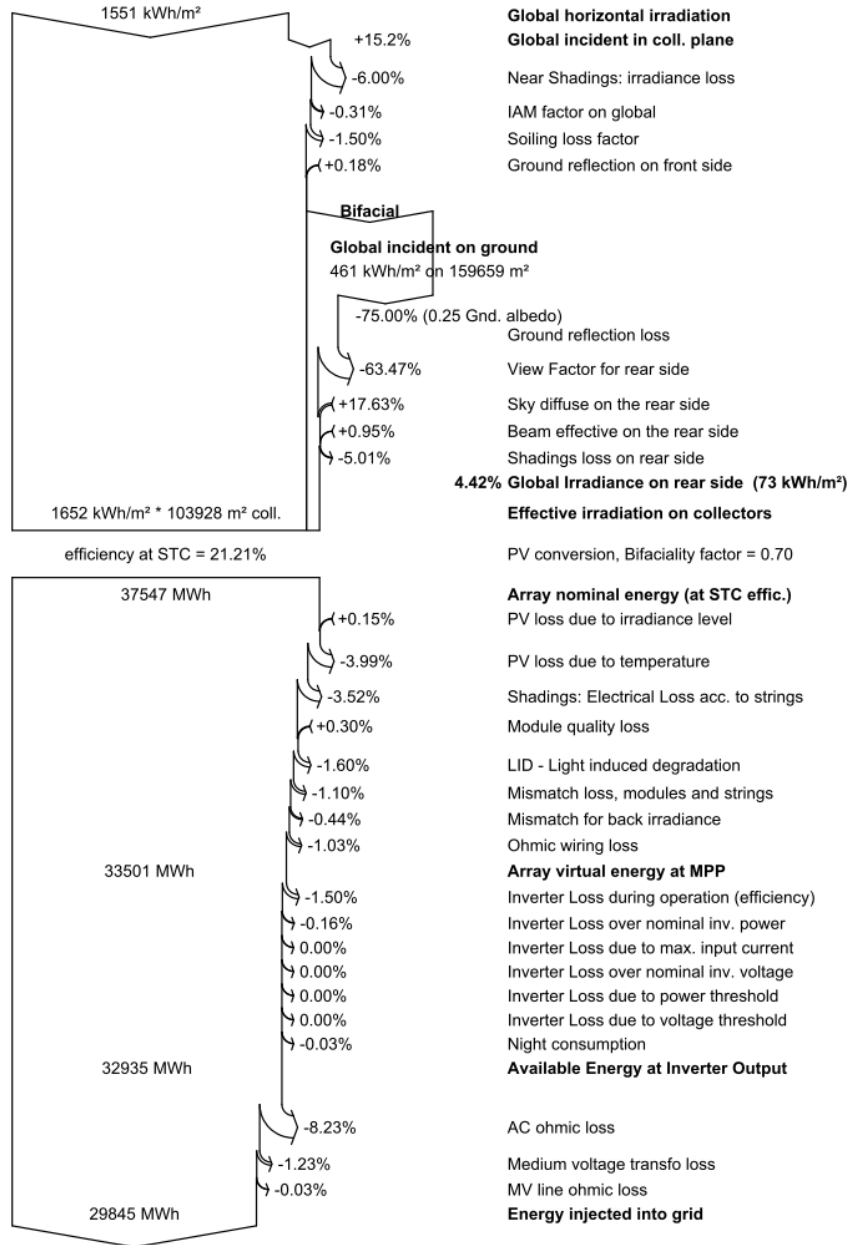 1551 kWh/m² Global horizontal irradiation
+15.2% Global incident in coll. plane
-6.00% Near Shadings: irradiance loss
-0.31% IAM factor on global
-1.50% Soiling loss factor
+0.18% Ground reflection on front side
Bifacial
Global incident on ground
461 kWh/m² on 159659 m²
-75.00% (0.25 Gnd. albedo)
Ground reflection loss
-63.47% View Factor for rear side
+17.63% Sky diffuse on the rear side
+0.95% Beam effective on the rear side
-5.01% Shadings loss on rear side
4.42% Global Irradiance on rear side (73 kWh/m²)
1652 kWh/m² * 103928 m² coll. Effective irradiation on collectors
efficiency at STC = 21.21% PV conversion, Bifaciality factor = 0.70
37547 MWh Array nominal energy (at STC effic.)
+0.15% PV loss due to irradiance level
-3.99% PV loss due to temperature
-3.52% Shadings: Electrical Loss acc. to strings
+0.30% Module quality loss
-1.60% LID - Light induced degradation
-1.10% Mismatch loss, modules and strings
-0.44% Mismatch for back irradiance
-1.03% Ohmic wiring loss
33501 MWh Array virtual energy at MPP
-1.50% Inverter Loss during operation (efficiency)
-0.16% Inverter Loss over nominal inv. power
0.00% Inverter Loss due to max. input current
0.00% Inverter Loss over nominal inv. voltage
0.00% Inverter Loss due to power threshold
0.00% Inverter Loss due to voltage threshold
-0.03% Night consumption
32935 MWh Available Energy at Inverter Output
-8.23% AC ohmic loss
-1.23% Medium voltage transfo loss
-0.03% MV line ohmic loss
29845 MWh Energy injected into grid